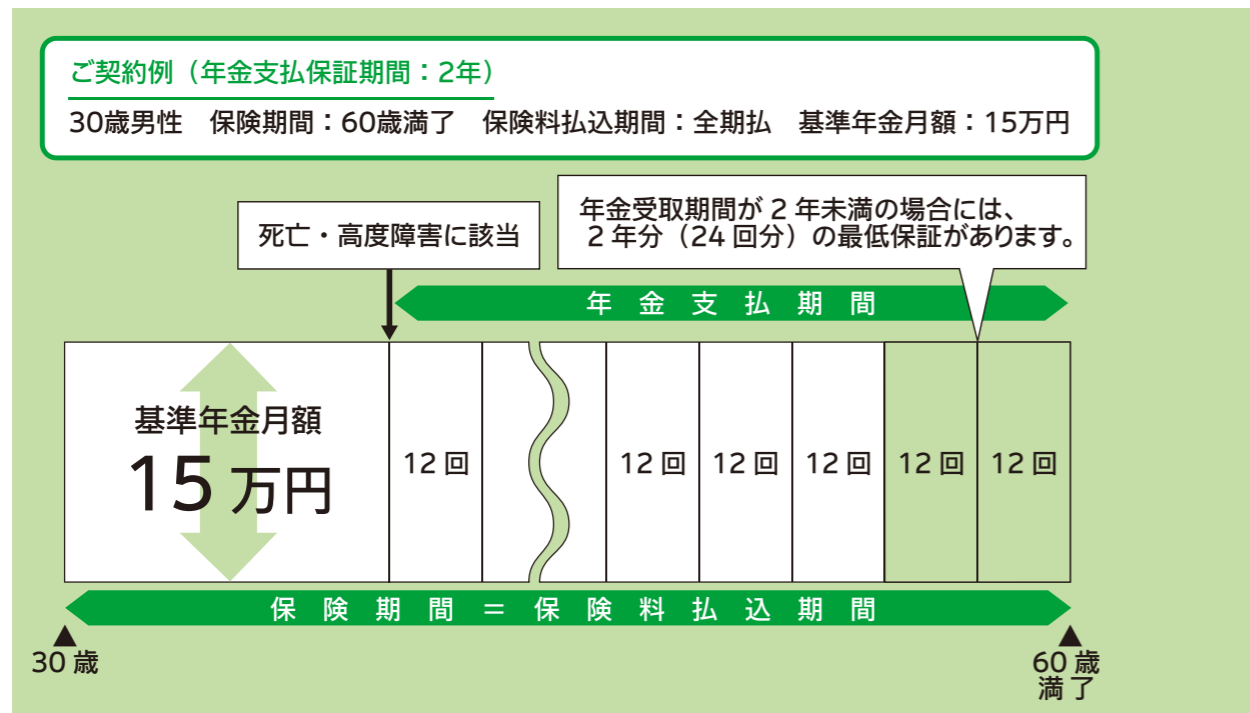 ご契約例（年金支払保証期間：2年）
30歳男性　保険期間：60歳満了　保険料払込期間：全期払　基準年金月額：15万円
死亡・高度障害に該当
年金受取期間が2年未満の場合には、
2年分（24回分）の最低保証があります。
年金支払期間
基準年金月額
15万円
12回
12回
12回
12回
12回
12回
保険期間＝保険料払込期間
30歳
60歳
満了